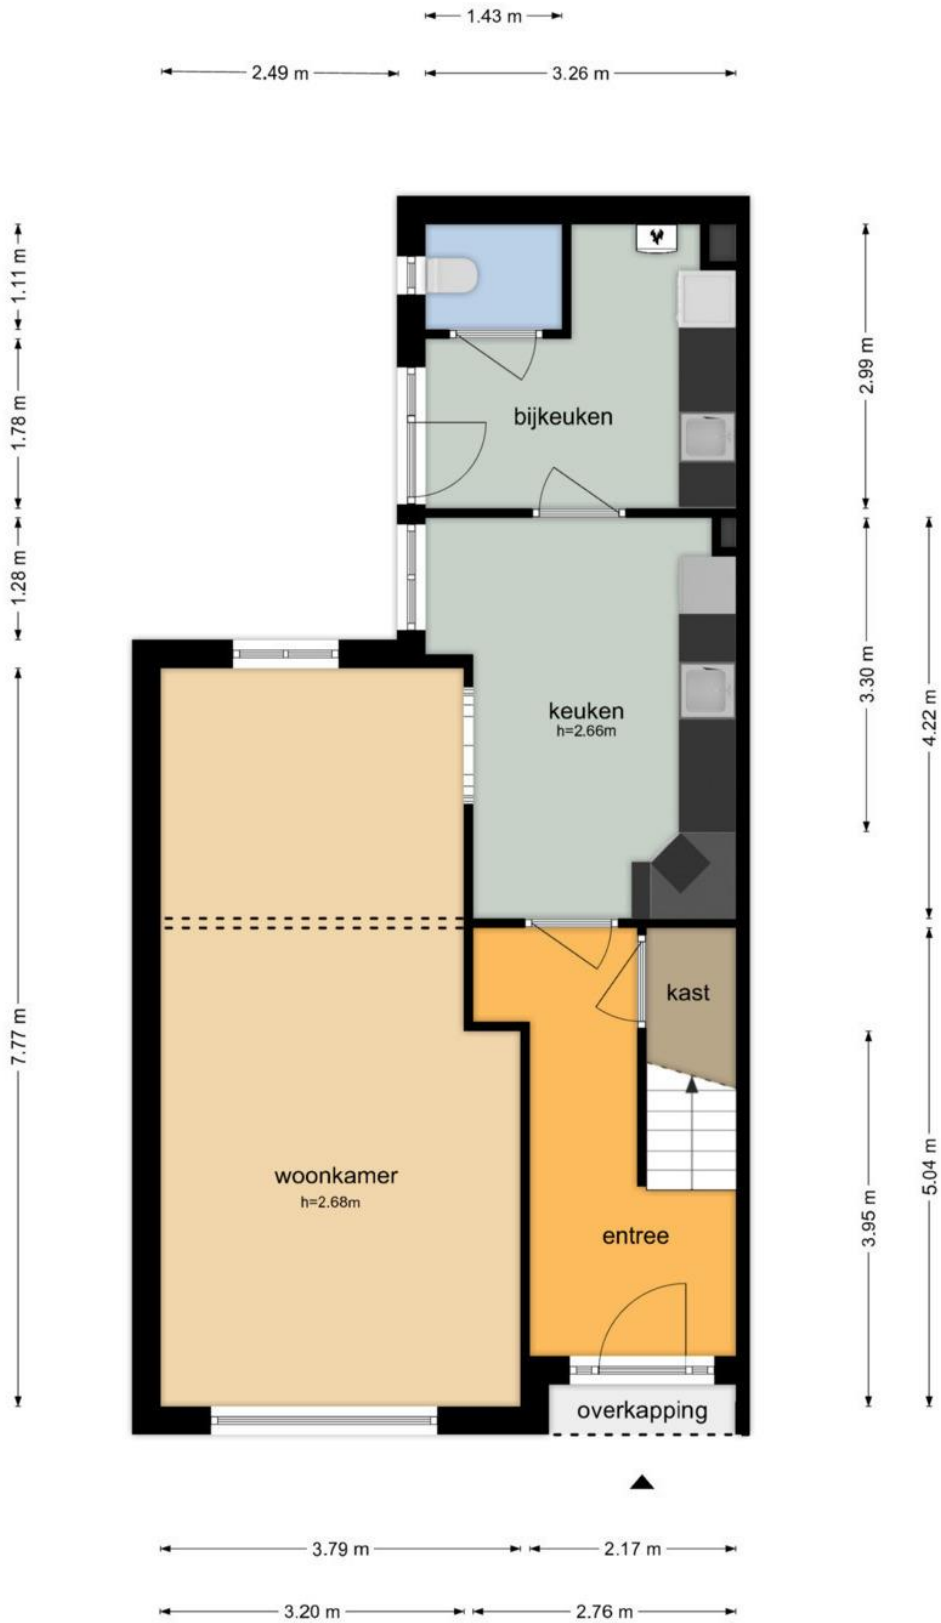 1.43 m
2.49 m
3.26 m
1.11 m
1.78 m
1.28 m
7.77 m
bijkeuken
2.99 m
keuken
h=2.66m
3.30 m
4.22 m
kast
woonkamer
h=2.68m
entree
3.95 m
5.04 m
overkapping
3.79 m
2.17 m
3.20 m
2.76 m